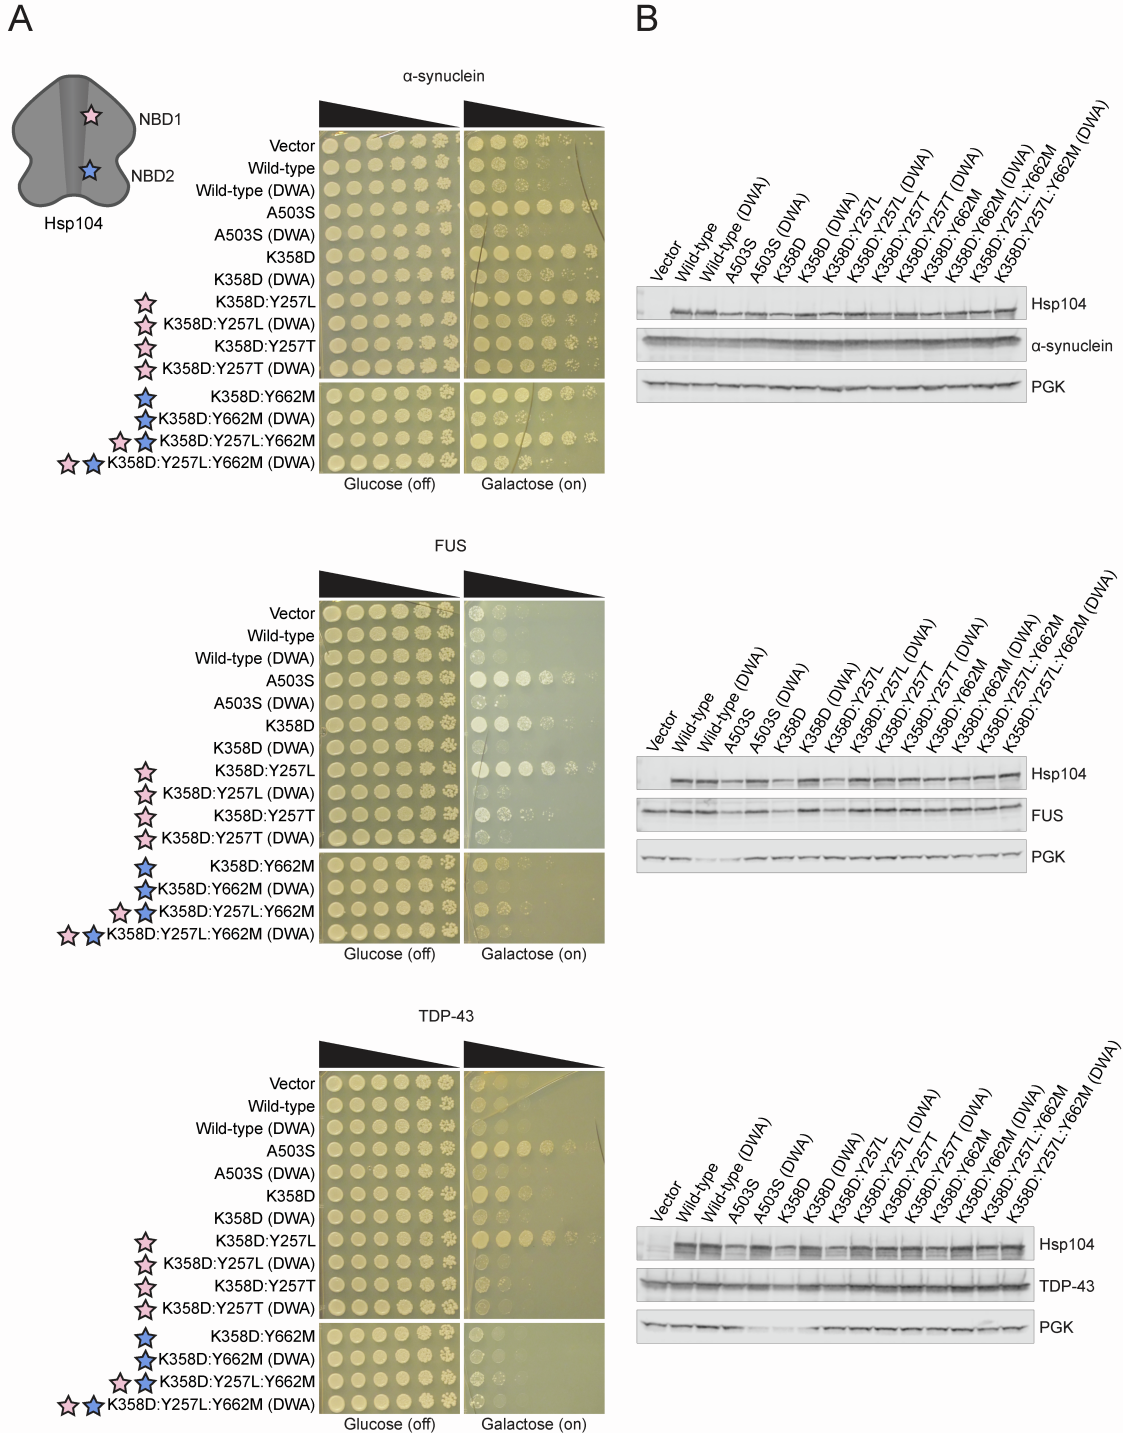 A
B
α-synuclein
NBD1
NBD2
Hsp104
Vector
Wild-type
Wild-type (DWA)
A503S
A503S (DWA)
K358D
K358D (DWA)
K358D:Y257L
K358D:Y257L (DWA)
K358D:Y257T
K358D:Y257T (DWA)
K358D:Y662M
K358D:Y662M (DWA)
K358D:Y257L:Y662M
K358D:Y257L:Y662M (DWA)
Glucose (off)
Galactose (on)
Vector
Wild-type
Wild-type (DWA)
A503S
A503S (DWA)
K358D
K358D (DWA)
K358D:Y257L
K358D:Y257L (DWA)
K358D:Y257T
K358D:Y257T (DWA)
K358D:Y662M
K358D:Y662M (DWA)
K358D:Y257L:Y662M
K358D:Y257L:Y662M (DWA)
Hsp104
α-synuclein
PGK
FUS
Vector
Wild-type
Wild-type (DWA)
A503S
A503S (DWA)
K358D
K358D (DWA)
K358D:Y257L
K358D:Y257L (DWA)
K358D:Y257T
K358D:Y257T (DWA)
K358D:Y662M
K358D:Y662M (DWA)
K358D:Y257L:Y662M
K358D:Y257L:Y662M (DWA)
Glucose (off)
Galactose (on)
Vector
Wild-type
Wild-type (DWA)
A503S
A503S (DWA)
K358D
K358D (DWA)
K358D:Y257L
K358D:Y257L (DWA)
K358D:Y257T
K358D:Y257T (DWA)
K358D:Y662M
K358D:Y662M (DWA)
K358D:Y257L:Y662M
K358D:Y257L:Y662M (DWA)
Hsp104
FUS
PGK
TDP-43
Vector
Wild-type
Wild-type (DWA)
A503S
A503S (DWA)
K358D
K358D (DWA)
K358D:Y257L
K358D:Y257L (DWA)
K358D:Y257T
K358D:Y257T (DWA)
K358D:Y662M
K358D:Y662M (DWA)
K358D:Y257L:Y662M
K358D:Y257L:Y662M (DWA)
Glucose (off)
Galactose (on)
Vector
Wild-type
Wild-type (DWA)
A503S
A503S (DWA)
K358D
K358D (DWA)
K358D:Y257L
K358D:Y257L (DWA)
K358D:Y257T
K358D:Y257T (DWA)
K358D:Y662M
K358D:Y662M (DWA)
K358D:Y257L:Y662M
K358D:Y257L:Y662M (DWA)
Hsp104
TDP-43
PGK